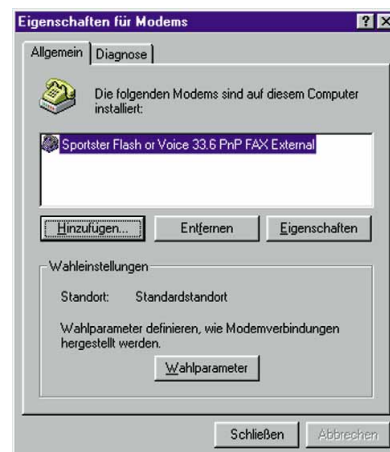 Eigenschaften für Modems
Allgemein
Diagnose
Die folgenden Modems sind auf diesem Computer
installiert:
Sportster Flash or Voice 33.6 PnP FAX External
Hinzufügen...
Entfernen
Eigenschaften
Wahleinstellungen
Standort: Standardstandort
Wahlparameter definieren, wie Modemverbindungen
hergestellt werden.
Wahlparameter
Schließen
Abbrechen